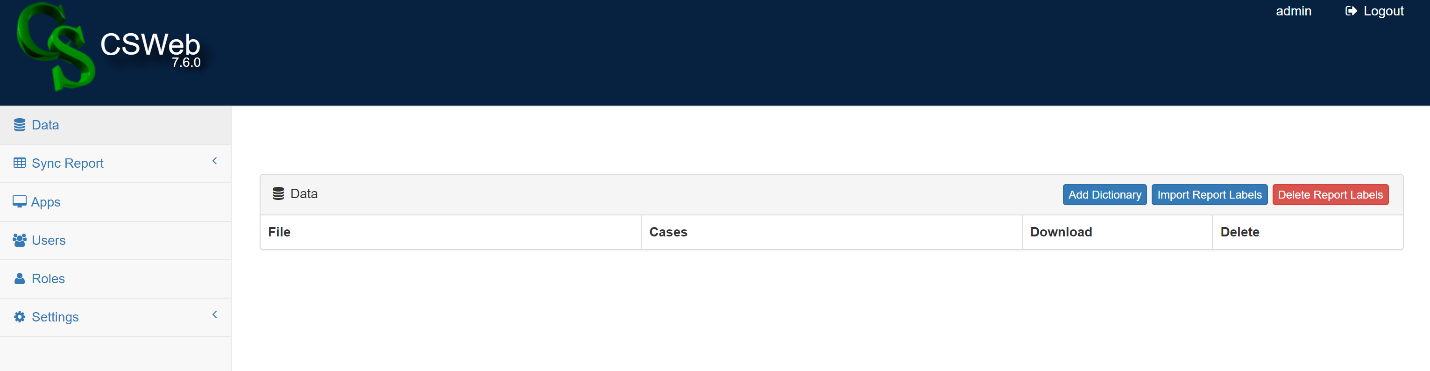 admin Logout
CSWeb
7.6.0
Data
Sync Report
Apps
Users
Roles
Settings
Data Add Dictionary Import Report Labels Delete Report Labels
File Cases Download Delete